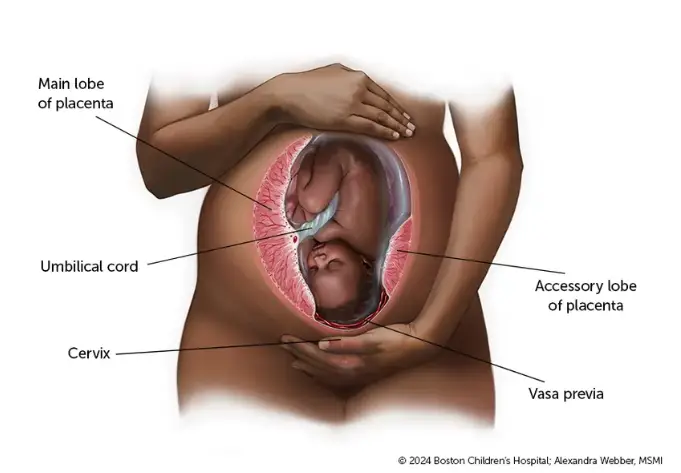 Main lobe
of placenta
Umbilical cord
Accessory lobe
of placenta
Cervix
Vasa previa
© 2024 Boston Children's Hospital; Alexandra Webber, MSMI